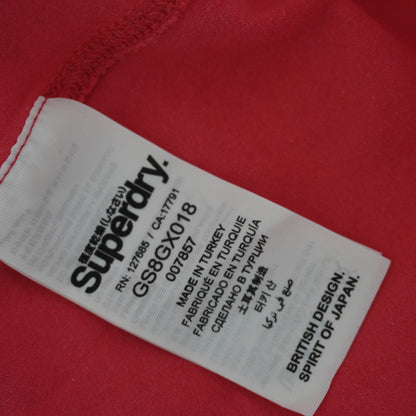 極度乾燥(しなさい)
Superdry.
RN: 127685 / CA:17791
GS8GX018
007857
MADE IN TURKEY
FABRIQUE EN TURQUIE
FABRICADO EN TURQUÍA
СДЕЛАНО В ТУРЦИИ
土耳其制造
터키산
صنع في تركيا
BRITISH DESIGN.
SPIRIT OF JAPAN.